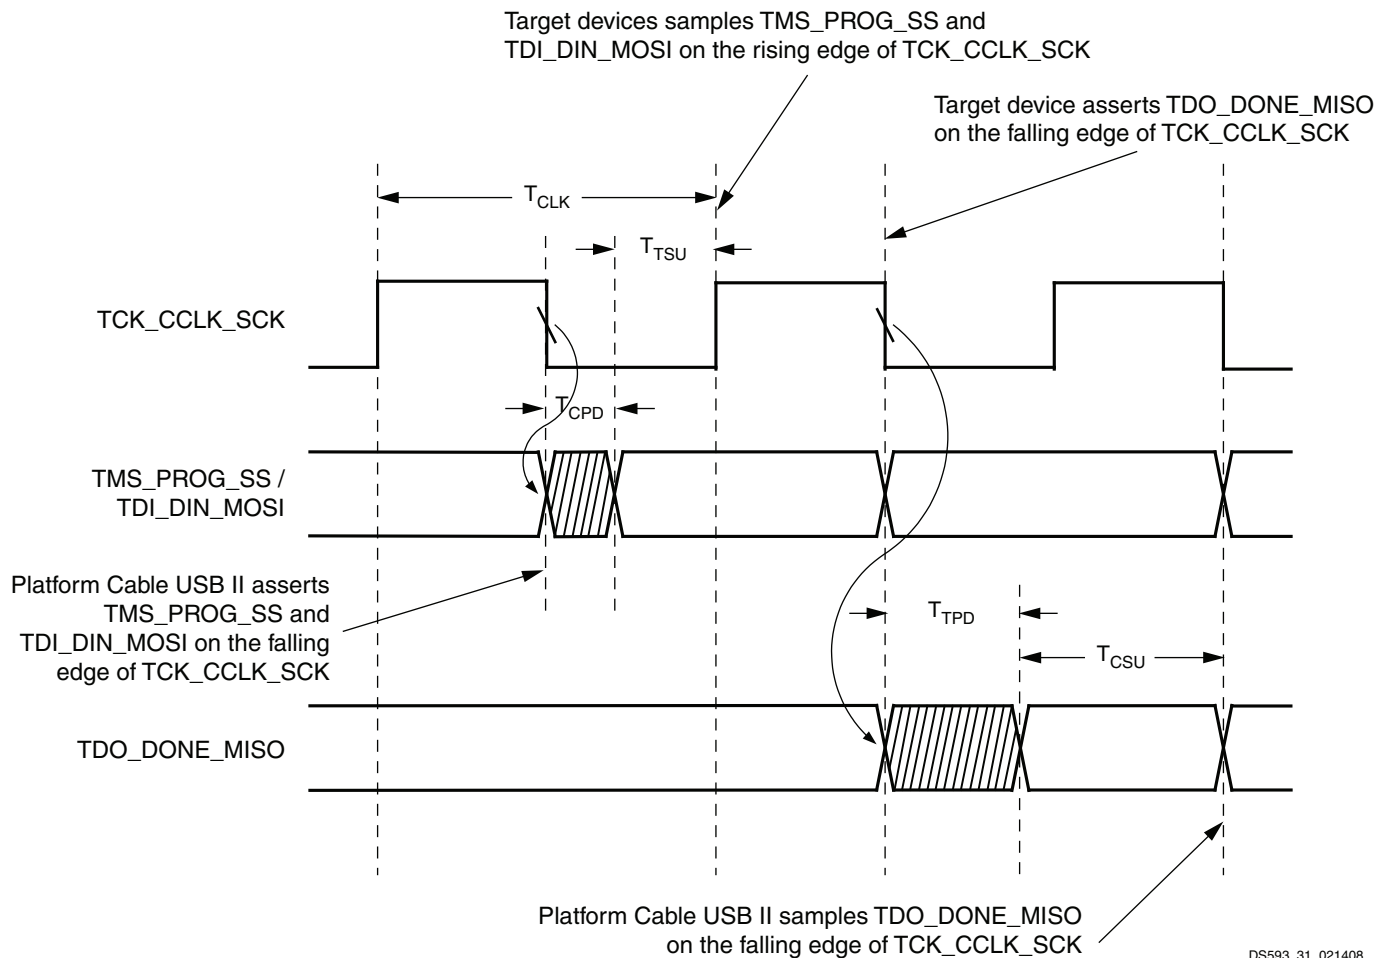 Target devices samples TMS_PROG_SS and
TDI_DIN_MOSI on the rising edge of TCK_CCLK_SCK
Target device asserts TDO_DONE_MISO
on the falling edge of TCK_CCLK_SCK
TCLK
TTSU
TCK_CCLK_SCK
TCPD
TMS_PROG_SS /
TDI_DIN_MOSI
Platform Cable USB II asserts
TMS_PROG_SS and
TDI_DIN_MOSI on the falling
edge of TCK_CCLK_SCK
TTPD
TCSU
TDO_DONE_MISO
Platform Cable USB II samples TDO_DONE_MISO
on the falling edge of TCK_CCLK_SCK
DS593_31_021408